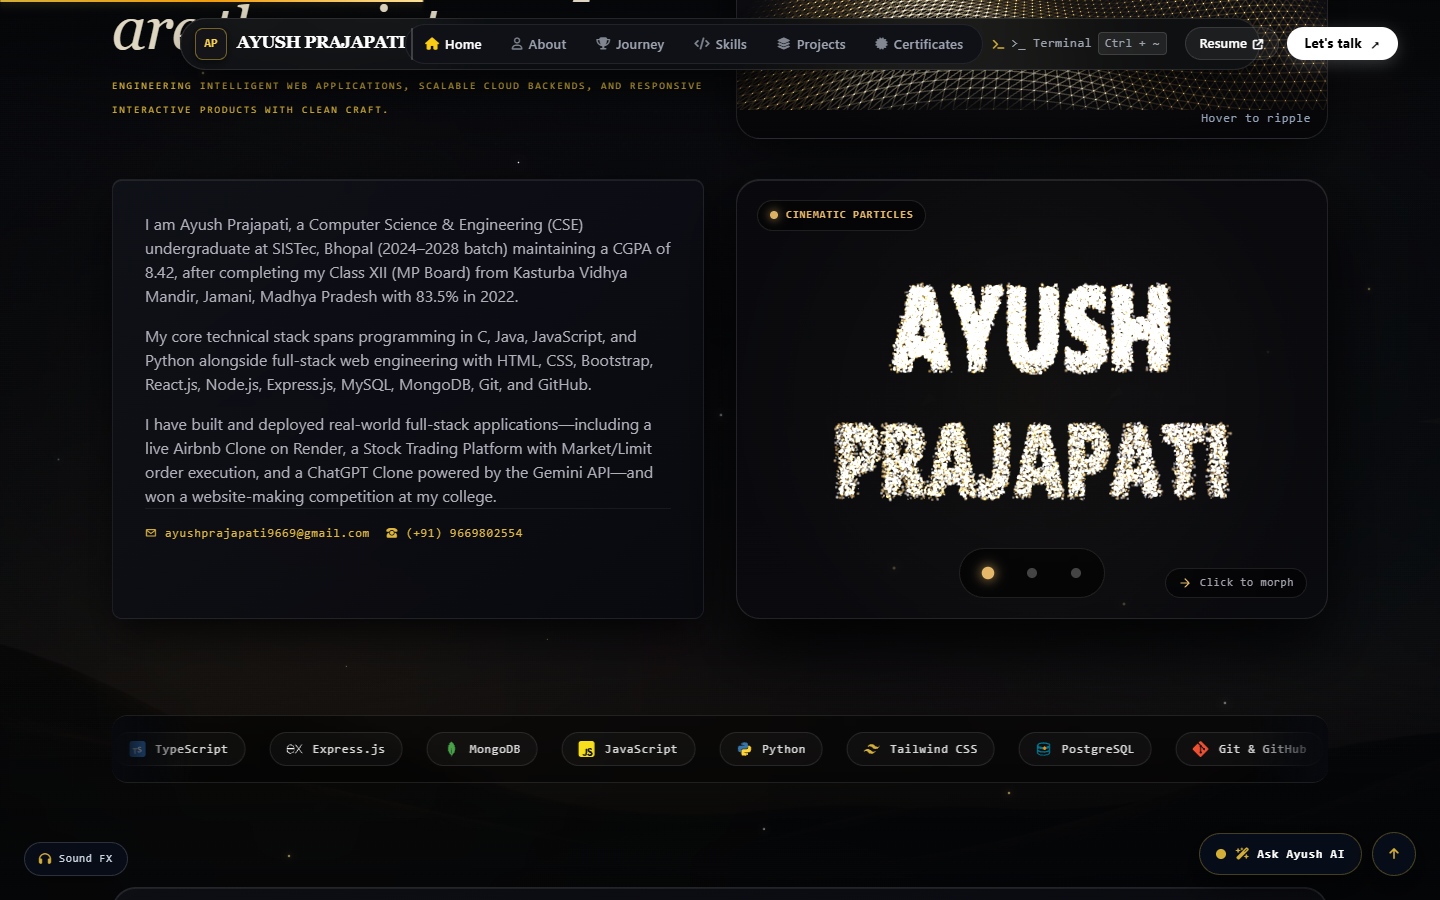 AP AYUSH PRAJAPATI Home About Journey Skills Projects Certificates >_ Terminal Ctrl + ~ Resume Let's talk ↗
ENGINEERING INTELLIGENT WEB APPLICATIONS, SCALABLE CLOUD BACKENDS, AND RESPONSIVE
INTERACTIVE PRODUCTS WITH CLEAN CRAFT.
Hover to ripple
I am Ayush Prajapati, a Computer Science & Engineering (CSE)
undergraduate at SISTec, Bhopal (2024–2028 batch) maintaining a CGPA of
8.42, after completing my Class XII (MP Board) from Kasturba Vidhya
Mandir, Jamani, Madhya Pradesh with 83.5% in 2022.
My core technical stack spans programming in C, Java, JavaScript, and
Python alongside full-stack web engineering with HTML, CSS, Bootstrap,
React.js, Node.js, Express.js, MySQL, MongoDB, Git, and GitHub.
I have built and deployed real-world full-stack applications—including a
live Airbnb Clone on Render, a Stock Trading Platform with Market/Limit
order execution, and a ChatGPT Clone powered by the Gemini API—and
won a website-making competition at my college.
ayushprajapati9669@gmail.com (+91) 9669802554
CINEMATIC PARTICLES
AYUSH
PRAJAPATI
Click to morph
TS TypeScript ex Express.js MongoDB JS JavaScript Python Tailwind CSS PostgreSQL Git & GitHub
Sound FX
Ask Ayush AI